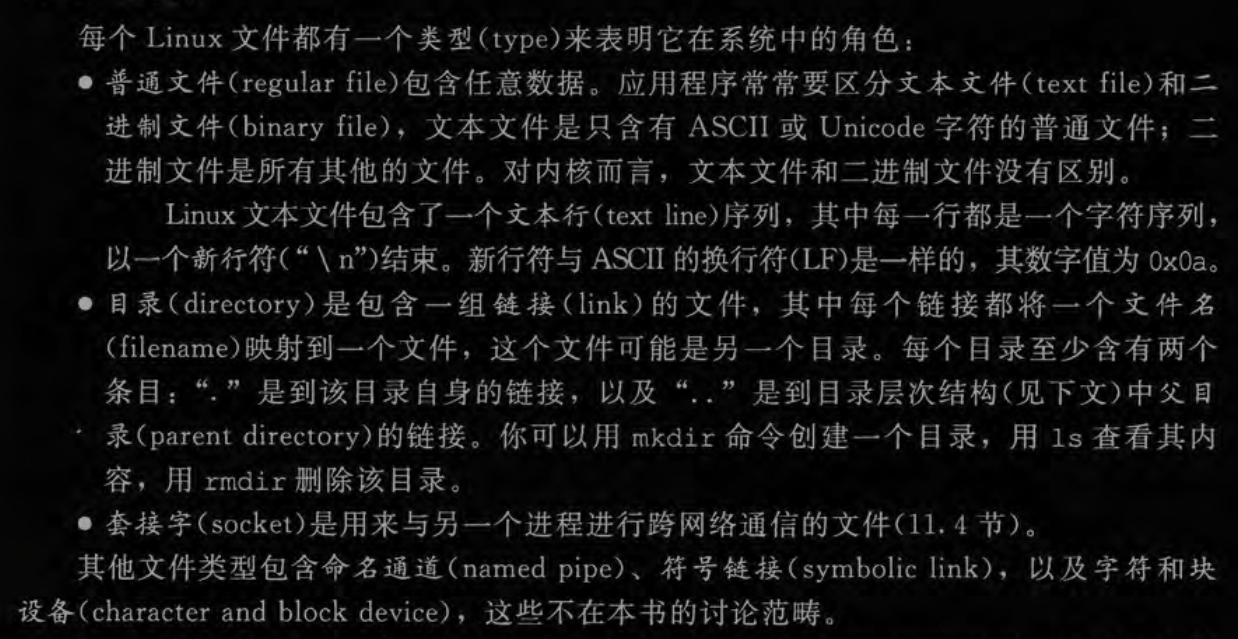 每个 Linux 文件都有一个类型(type)来表明它在系统中的角色：
● 普通文件(regular file)包含任意数据。应用程序常常要区分文本文件(text file)和二
进制文件(binary file)，文本文件是只含有 ASCII 或 Unicode 字符的普通文件；二
进制文件是所有其他的文件。对内核而言，文本文件和二进制文件没有区别。
Linux 文本文件包含了一个文本行(text line)序列，其中每一行都是一个字符序列，
以一个新行符(“\n”)结束。新行符与 ASCII 的换行符(LF)是一样的，其数字值为 0x0a。
● 目录(directory)是包含一组链接(link)的文件，其中每个链接都将一个文件名
(filename)映射到一个文件，这个文件可能是另一个目录。每个目录至少含有两个
条目：“.”是到该目录自身的链接，以及“..”是到目录层次结构(见下文)中父目
录(parent directory)的链接。你可以用 mkdir 命令创建一个目录，用 ls 查看其内
容，用 rmdir 删除该目录。
● 套接字(socket)是用来与另一个进程进行跨网络通信的文件(11.4 节)。
其他文件类型包含命名通道(named pipe)、符号链接(symbolic link)，以及字符和块
设备(character and block device)，这些不在本书的讨论范畴。